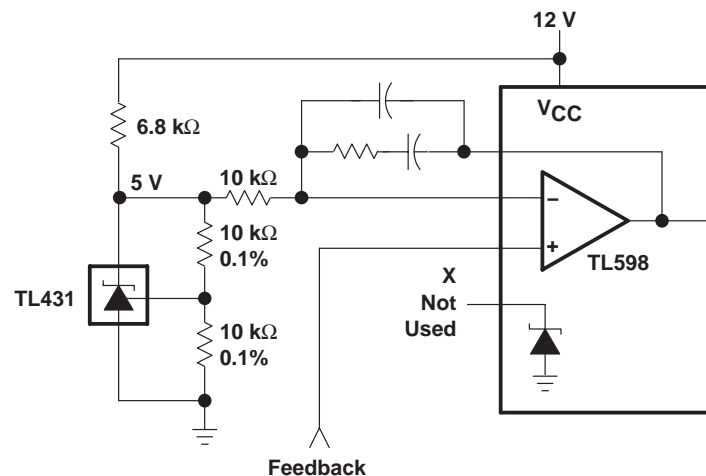 12 V
VCC
6.8 kΩ
5 V
10 kΩ
10 kΩ
0.1%
TL431
10 kΩ
0.1%
−
+
TL598
X
Not
Used
Feedback